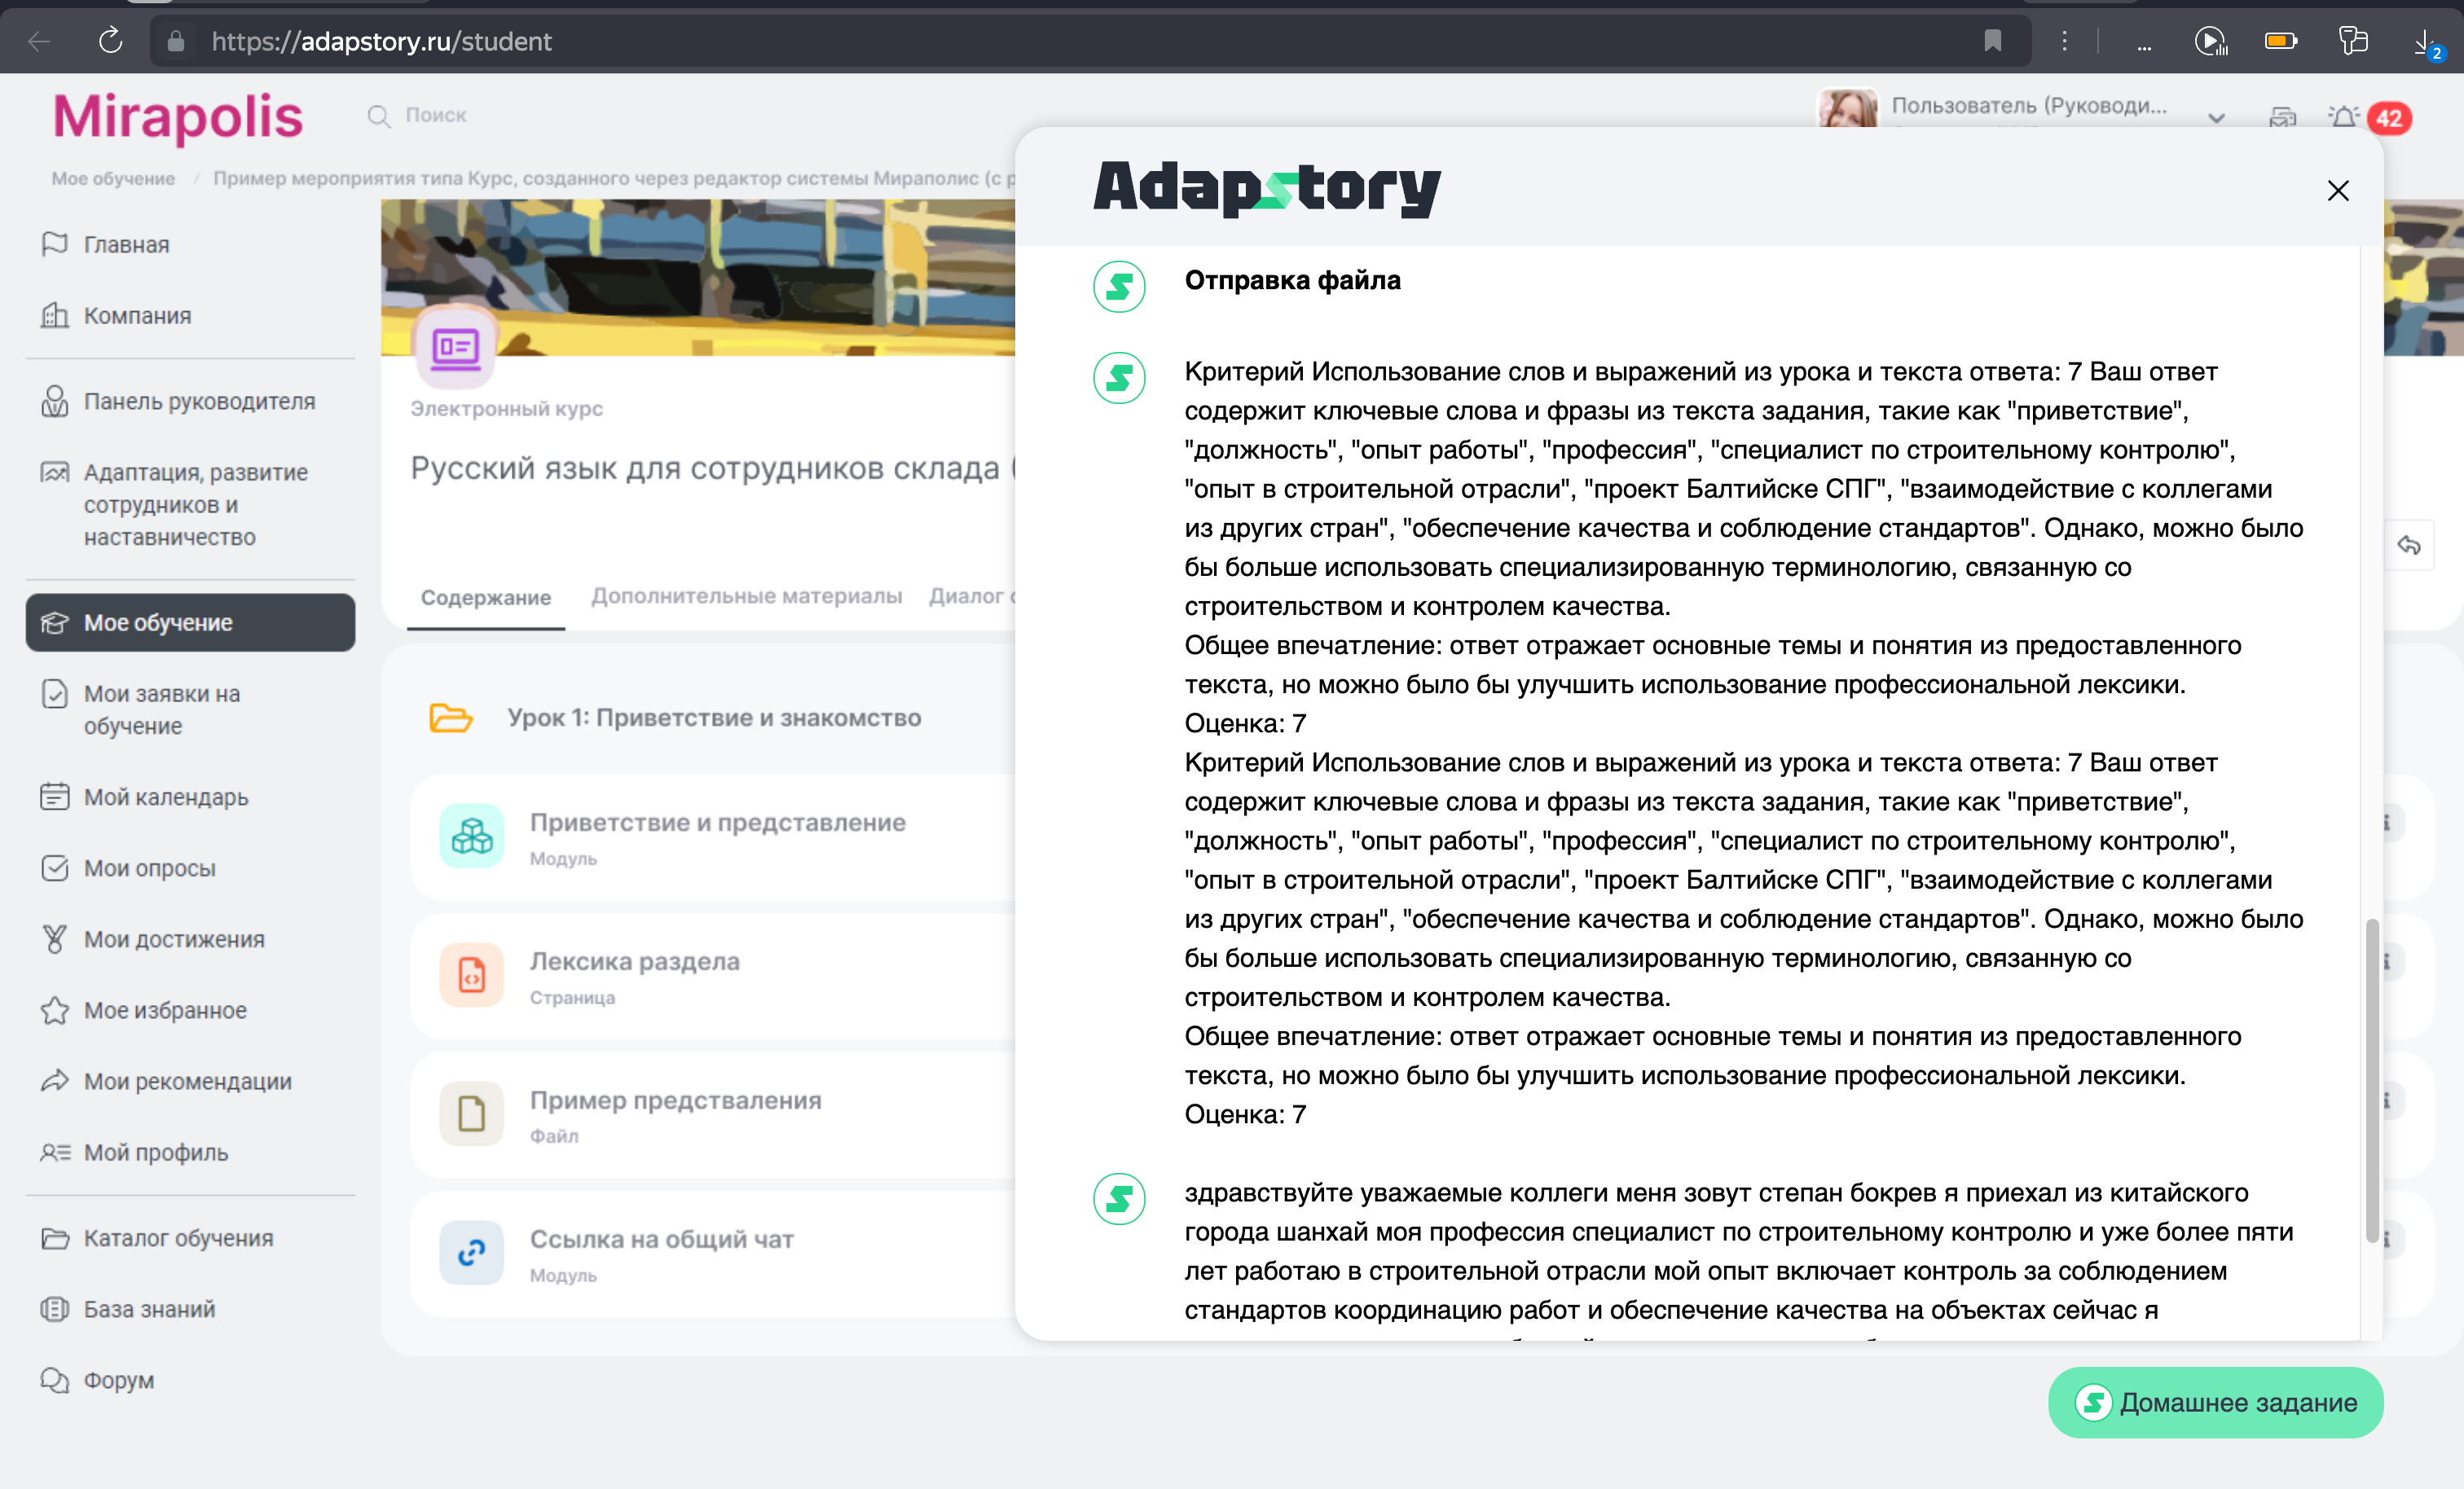 https://adapstory.ru/student
...
2
Mirapolis
Поиск
Пользователь (Руководи...
42
Мое обучение / Пример мероприятия типа Курс, созданного через редактор системы Мираполис (с р
Главная
Компания
Панель руководителя
Адаптация, развитие
сотрудников и
наставничество
Мое обучение
Мои заявки на
обучение
Мой календарь
Мои опросы
Мои достижения
Мое избранное
Мои рекомендации
Мой профиль
Каталог обучения
База знаний
Форум
Электронный курс
Русский язык для сотрудников склада (
Содержание
Дополнительные материалы
Диалог
Урок 1: Приветствие и знакомство
Приветствие и представление
Модуль
Лексика раздела
Страница
Пример предстваления
Файл
Ссылка на общий чат
Модуль
Adapstory
Отправка файла
Критерий Использование слов и выражений из урока и текста ответа: 7 Ваш ответ
содержит ключевые слова и фразы из текста задания, такие как "приветствие",
"должность", "опыт работы", "профессия", "специалист по строительному контролю",
"опыт в строительной отрасли", "проект Балтийске СПГ", "взаимодействие с коллегами
из других стран", "обеспечение качества и соблюдение стандартов". Однако, можно было
бы больше использовать специализированную терминологию, связанную со
строительством и контролем качества.
Общее впечатление: ответ отражает основные темы и понятия из предоставленного
текста, но можно было бы улучшить использование профессиональной лексики.
Оценка: 7
Критерий Использование слов и выражений из урока и текста ответа: 7 Ваш ответ
содержит ключевые слова и фразы из текста задания, такие как "приветствие",
"должность", "опыт работы", "профессия", "специалист по строительному контролю",
"опыт в строительной отрасли", "проект Балтийске СПГ", "взаимодействие с коллегами
из других стран", "обеспечение качества и соблюдение стандартов". Однако, можно было
бы больше использовать специализированную терминологию, связанную со
строительством и контролем качества.
Общее впечатление: ответ отражает основные темы и понятия из предоставленного
текста, но можно было бы улучшить использование профессиональной лексики.
Оценка: 7
здравствуйте уважаемые коллеги меня зовут степан бокрев я приехал из китайского
города шанхай моя профессия специалист по строительному контролю и уже более пяти
лет работаю в строительной отрасли мой опыт включает контроль за соблюдением
стандартов координацию работ и обеспечение качества на объектах сейчас я
Домашнее задание